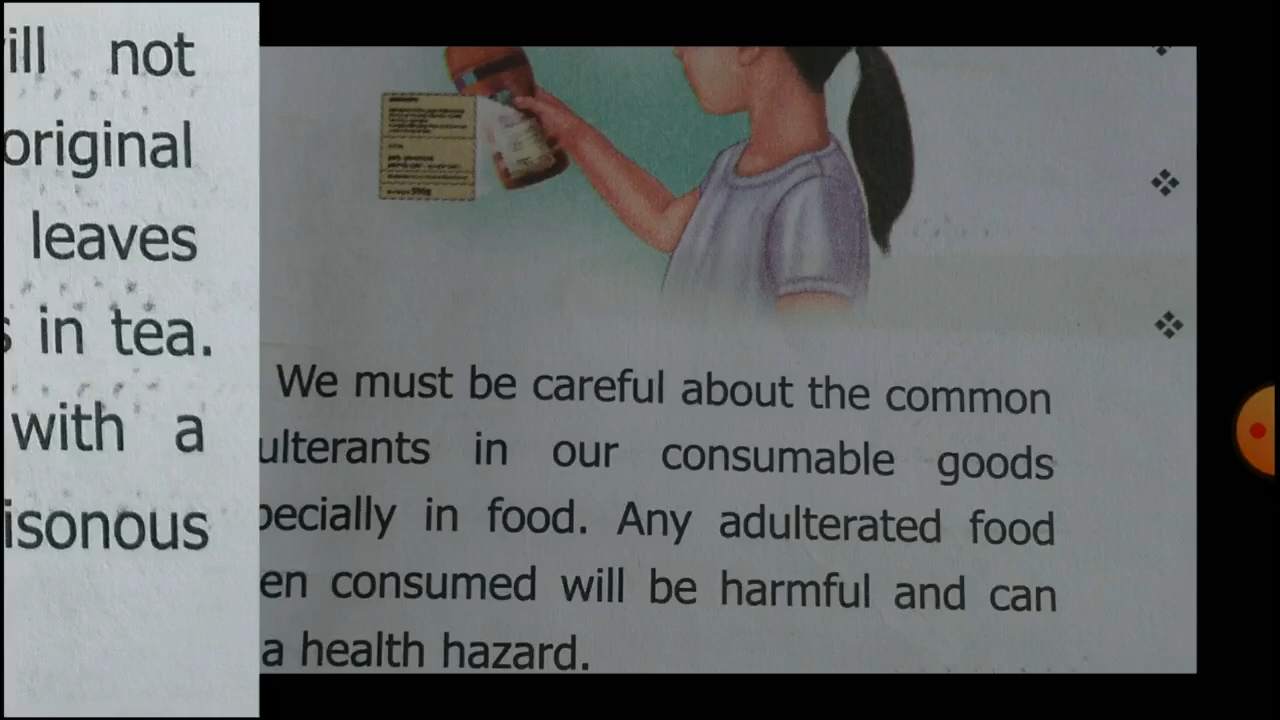 ill not
original
leaves
in tea.
with a
isonous
We must be careful about the common
ulterants in our consumable goods
pecially in food. Any adulterated food
en consumed will be harmful and can
a health hazard.